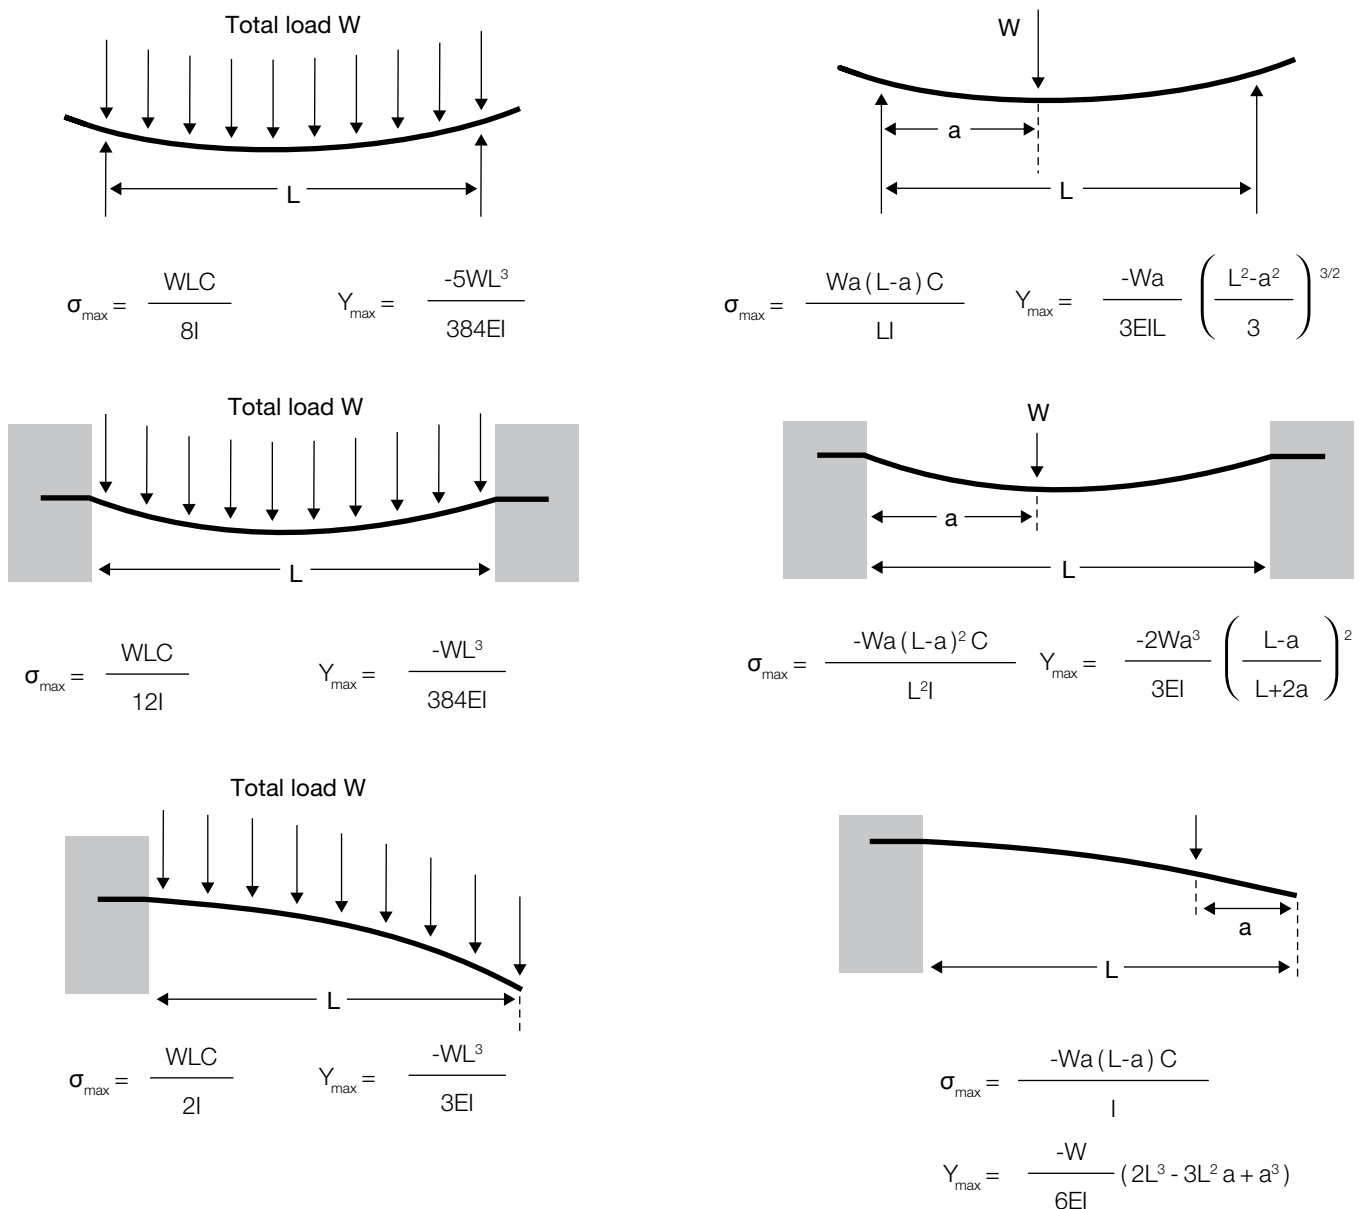 Total load W
L
σmax = WLC / 8I    Ymax = -5WL³ / 384EI
W
a
L
σmax = Wa(L-a)C / LI    Ymax = -Wa / 3EIL ( L²-a² / 3 ) 3/2
Total load W
L
σmax = WLC / 12I    Ymax = -WL³ / 384EI
W
a
L
σmax = -Wa(L-a)² C / L²I    Ymax = -2Wa³ / 3EI ( L-a / L+2a ) ²
Total load W
L
σmax = WLC / 2I    Ymax = -WL³ / 3EI
a
L
σmax = -Wa(L-a)C / I
Ymax = -W / 6EI (2L³ - 3L² a + a³)